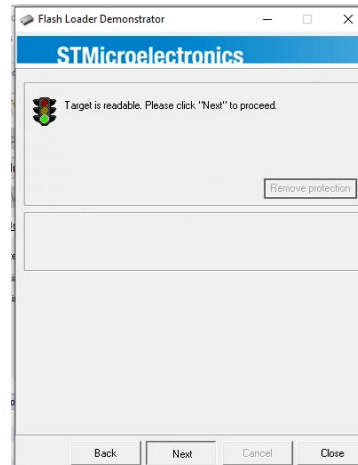 Flash Loader Demonstrator
STMicroelectronics
Target is readable. Please click "Next" to proceed.
Remove protection
Back
Next
Cancel
Close